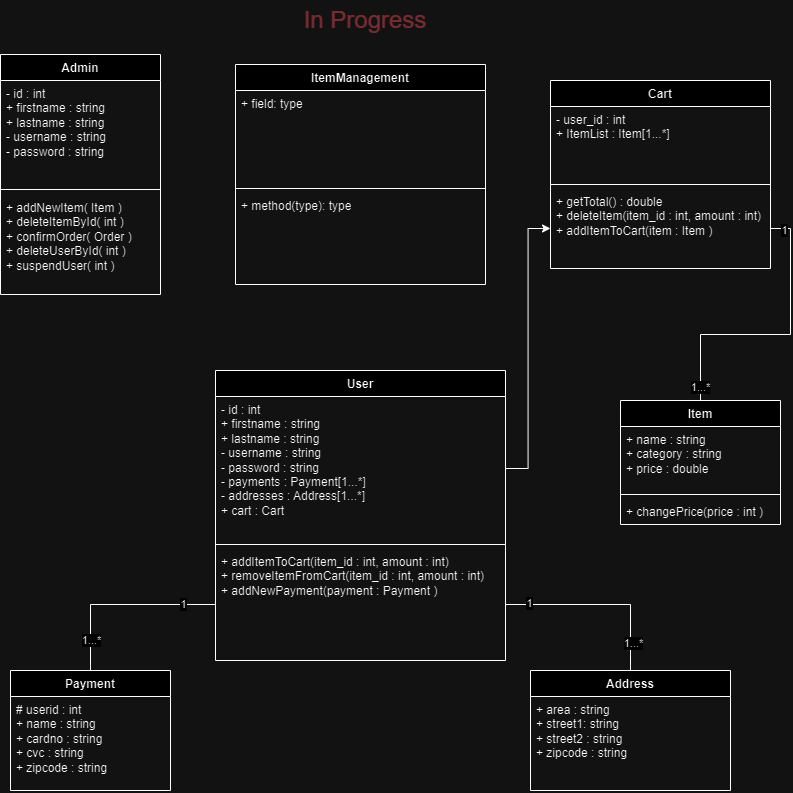 In Progress
Admin
- id : int
+ firstname : string
+ lastname : string
- username : string
- password : string
+ addNewItem( Item )
+ deleteItemById( int )
+ confirmOrder( Order )
+ deleteUserById( int )
+ suspendUser( int )
ItemManagement
+ field: type
+ method(type): type
Cart
- user_id : int
+ ItemList : Item[1...*]
+ getTotal() : double
+ deleteItem(item_id : int, amount : int)
+ addItemToCart(item : Item )
1
1...*
Item
+ name : string
+ category : string
+ price : double
+ changePrice(price : int )
User
- id : int
+ firstname : string
+ lastname : string
- username : string
- password : string
- payments : Payment[1...*]
- addresses : Address[1...*]
+ cart : Cart
+ addItemToCart(item_id : int, amount : int)
+ removeItemFromCart(item_id : int, amount : int)
+ addNewPayment(payment : Payment )
1
1...*
1
1...*
Payment
# userid : int
+ name : string
+ cardno : string
+ cvc : string
+ zipcode : string
Address
+ area : string
+ street1: string
+ street2 : string
+ zipcode : string